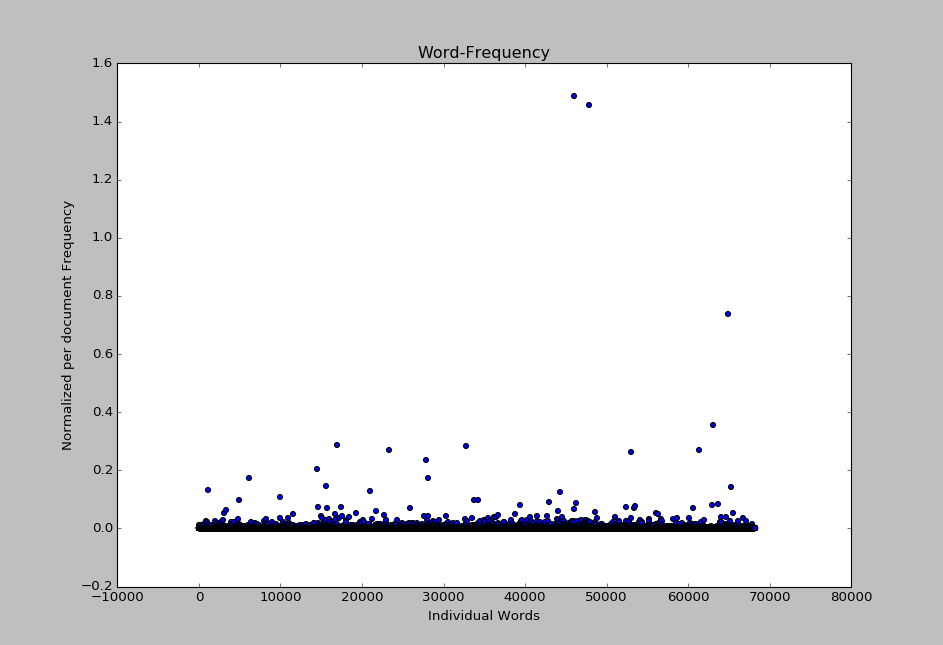 Word-Frequency
1.6
1.4
1.2
1.0
0.8
0.6
0.4
0.2
0.0
−0.2
−10000 0 10000 20000 30000 40000 50000 60000 70000 80000
Normalized per document Frequency
Individual Words